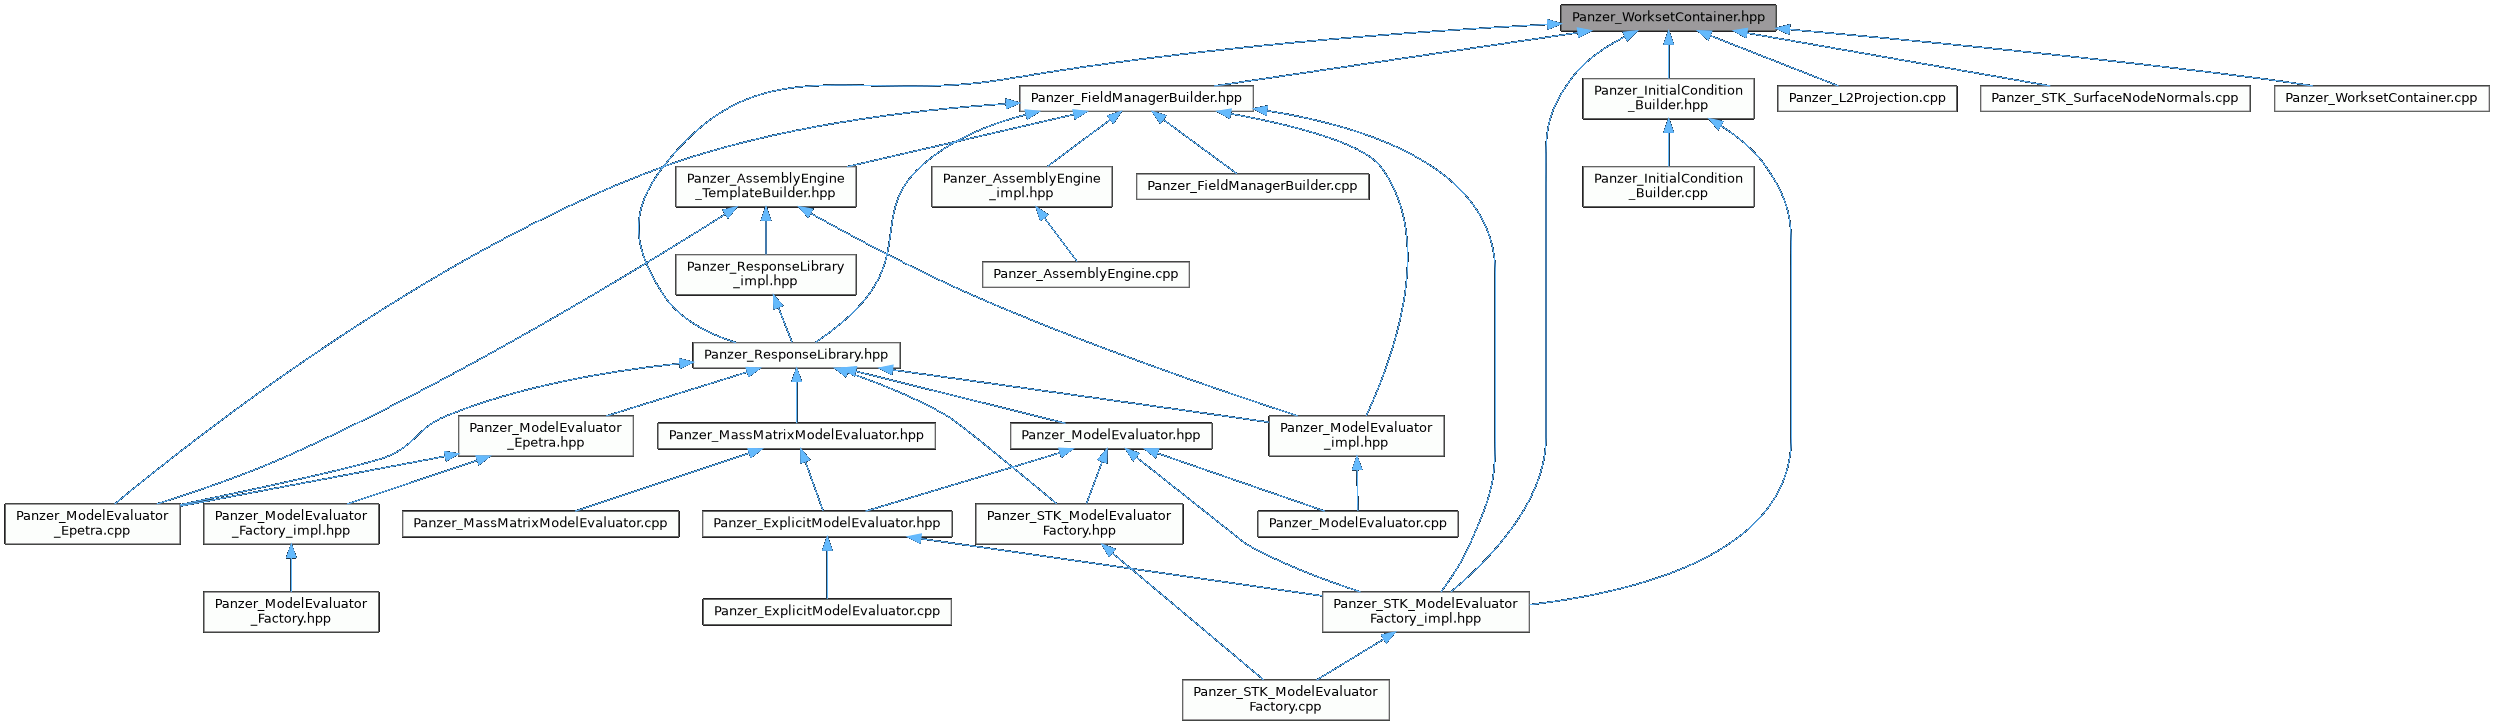 Panzer_WorksetContainer.hpp
Panzer_FieldManagerBuilder.hpp
Panzer_InitialCondition
_Builder.hpp
Panzer_L2Projection.cpp
Panzer_STK_SurfaceNodeNormals.cpp
Panzer_WorksetContainer.cpp
Panzer_AssemblyEngine
_TemplateBuilder.hpp
Panzer_AssemblyEngine
_impl.hpp
Panzer_FieldManagerBuilder.cpp
Panzer_InitialCondition
_Builder.cpp
Panzer_ResponseLibrary
_impl.hpp
Panzer_AssemblyEngine.cpp
Panzer_ResponseLibrary.hpp
Panzer_ModelEvaluator
_Epetra.hpp
Panzer_MassMatrixModelEvaluator.hpp
Panzer_ModelEvaluator.hpp
Panzer_ModelEvaluator
_impl.hpp
Panzer_ModelEvaluator
_Epetra.cpp
Panzer_ModelEvaluator
_Factory_impl.hpp
Panzer_MassMatrixModelEvaluator.cpp
Panzer_ExplicitModelEvaluator.hpp
Panzer_STK_ModelEvaluator
Factory.hpp
Panzer_ModelEvaluator.cpp
Panzer_ModelEvaluator
_Factory.hpp
Panzer_ExplicitModelEvaluator.cpp
Panzer_STK_ModelEvaluator
Factory_impl.hpp
Panzer_STK_ModelEvaluator
Factory.cpp